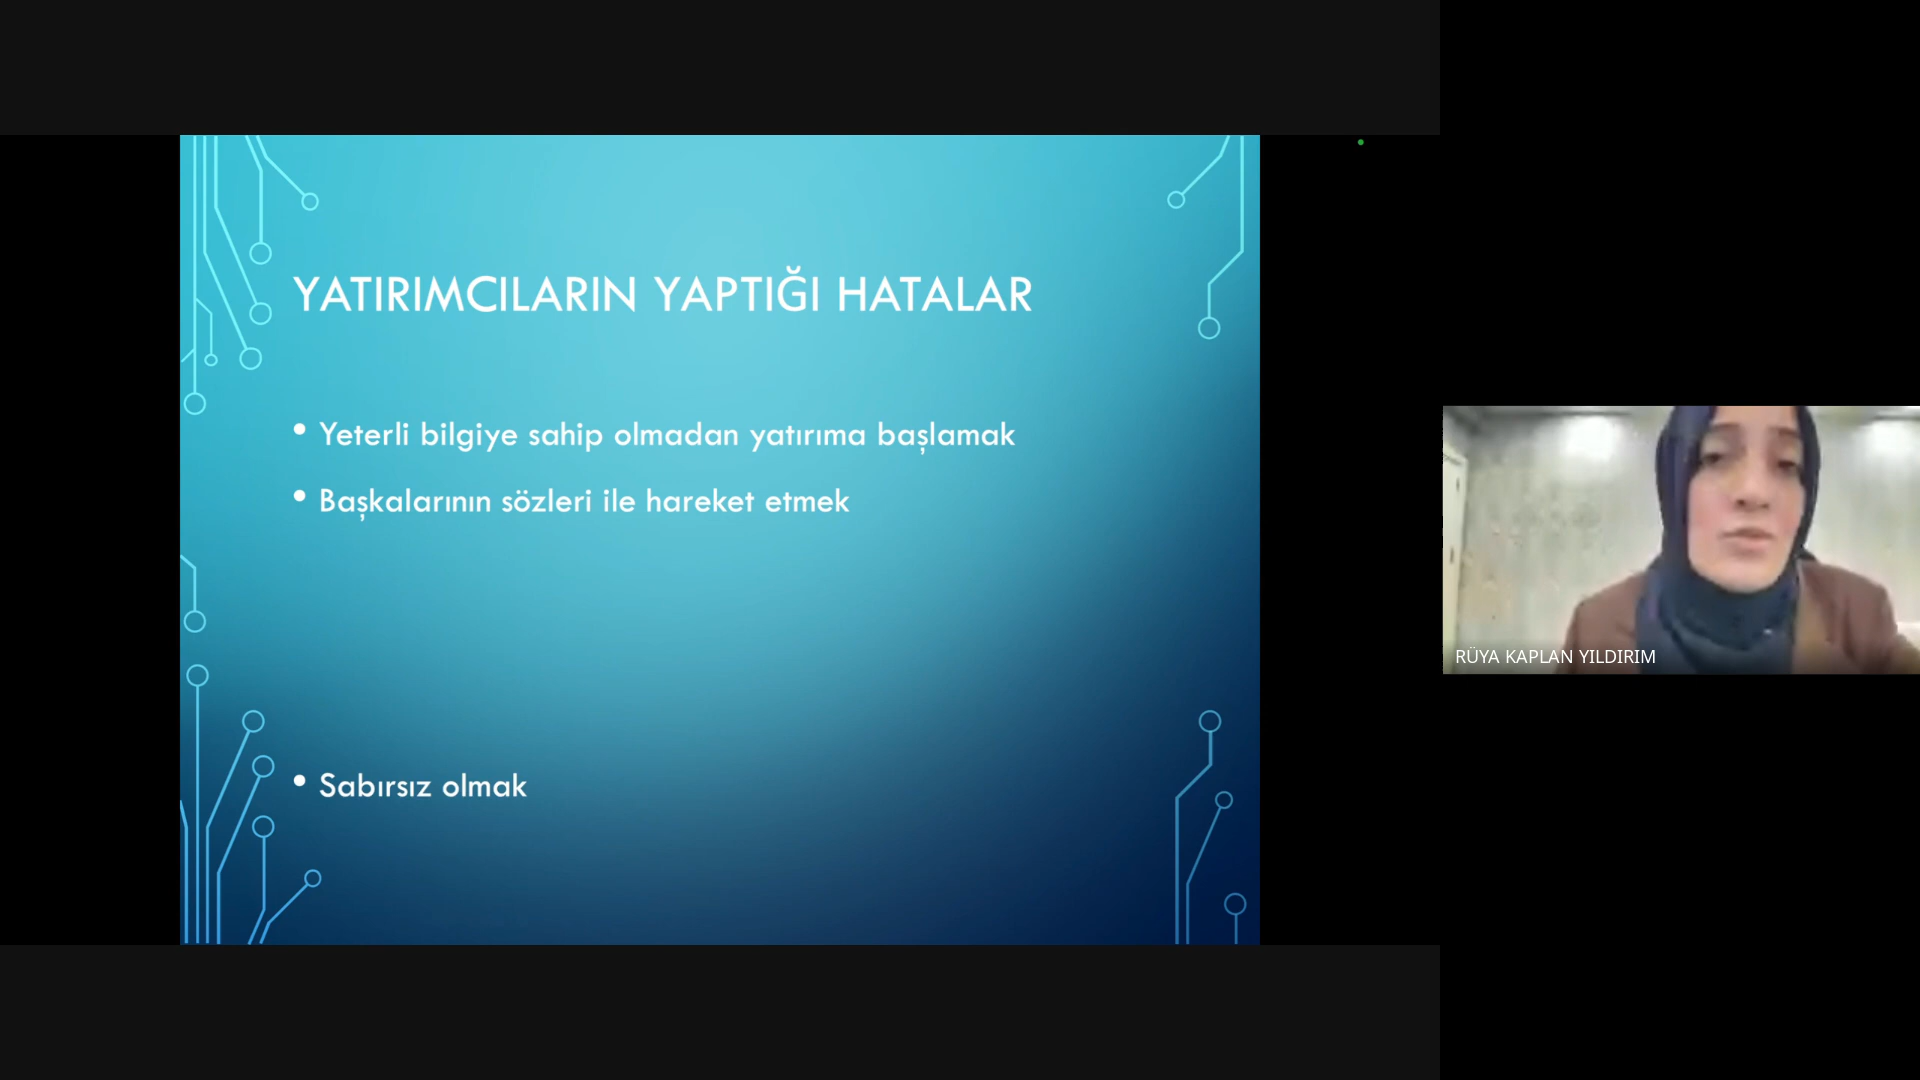 YATIRIMCILARIN YAPTIĞI HATALAR
• Yeterli bilgiye sahip olmadan yatırıma başlamak
• Başkalarının sözleri ile hareket etmek
• Sabırsız olmak
RÜYA KAPLAN YILDIRIM